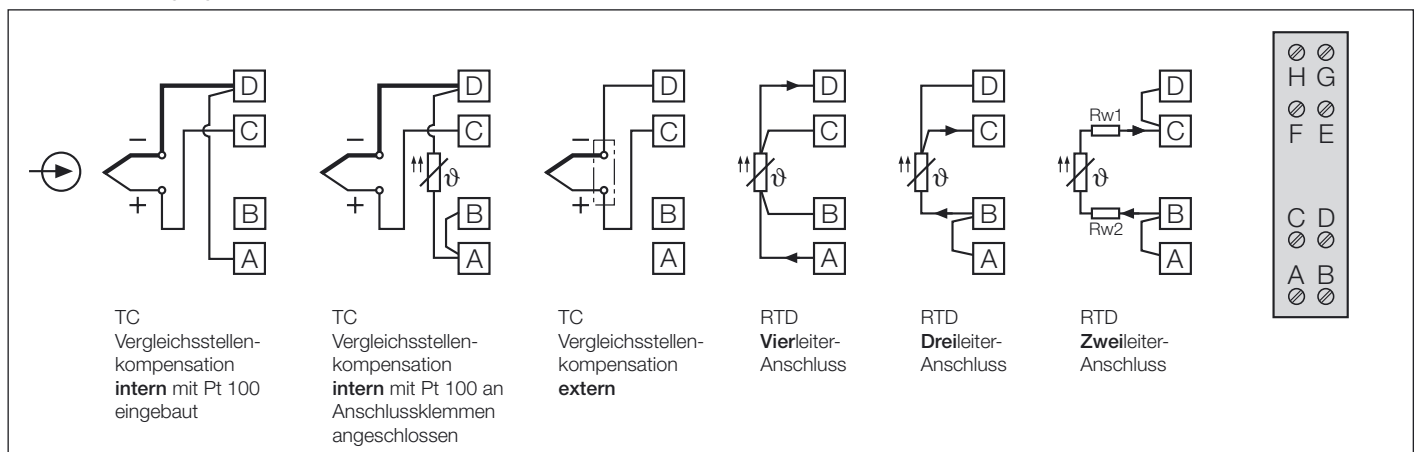 D
C
B
A
−
+
TC
Vergleichsstellen-
kompensation
intern mit Pt 100
eingebaut
D
C
B
A
−
+
ϑ
TC
Vergleichsstellen-
kompensation
intern mit Pt 100 an
Anschlussklemmen
angeschlossen
D
C
B
A
−
+
TC
Vergleichsstellen-
kompensation
extern
D
C
B
A
ϑ
RTD
Vierleiter-
Anschluss
D
C
B
A
ϑ
RTD
Dreileiter-
Anschluss
D
C
B
A
Rw1
ϑ
Rw2
RTD
Zweileiter-
Anschluss
H G
F E
C D
A B